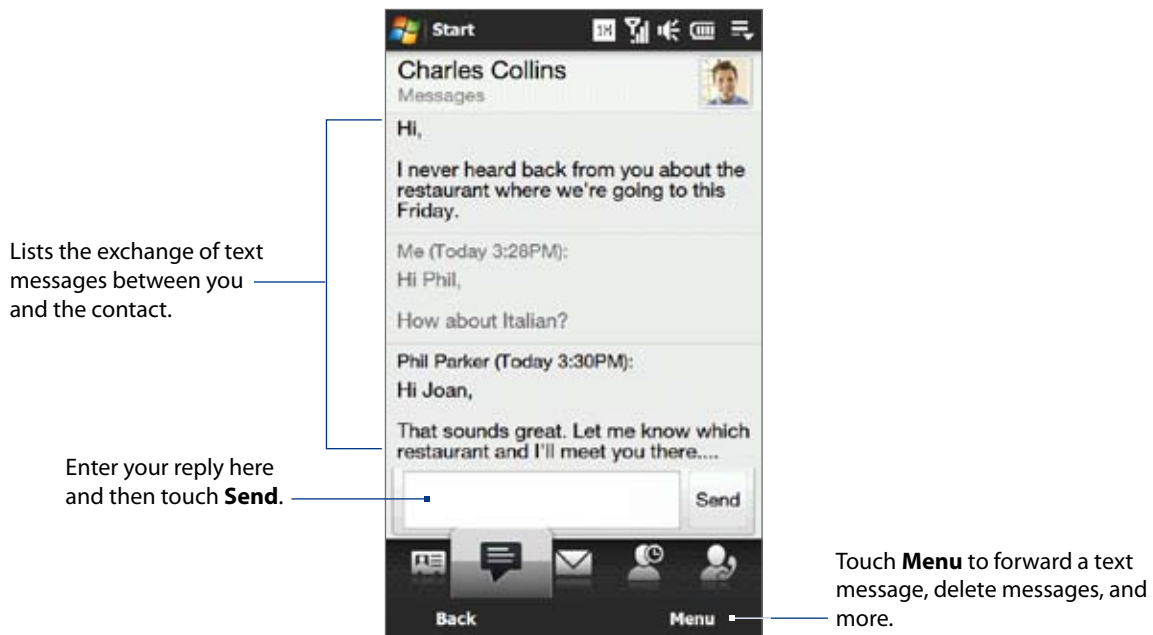 Start
1X
Charles Collins
Messages
Hi,
I never heard back from you about the
restaurant where we're going to this
Friday.
Me (Today 3:28PM):
Hi Phil,
How about Italian?
Phil Parker (Today 3:30PM):
Hi Joan,
That sounds great. Let me know which
restaurant and I'll meet you there....
Send
Back
Menu
Lists the exchange of text
messages between you
and the contact.
Enter your reply here
and then touch Send.
Touch Menu to forward a text
message, delete messages, and
more.